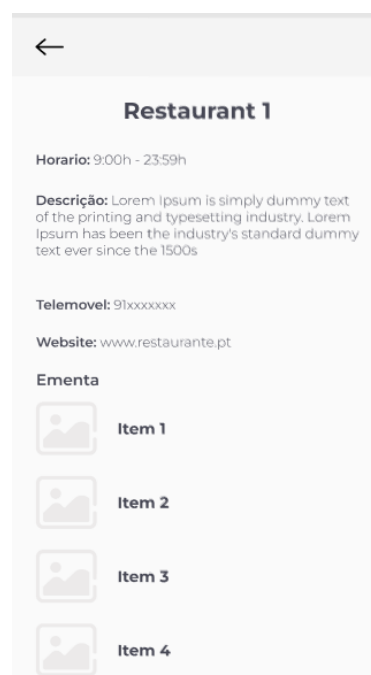 Restaurant 1
Horario: 9:00h - 23:59h
Descrição: Lorem Ipsum is simply dummy text
of the printing and typesetting industry. Lorem
Ipsum has been the industry's standard dummy
text ever since the 1500s
Telemovel: 91xxxxxxx
Website: www.restaurante.pt
Ementa
Item 1
Item 2
Item 3
Item 4